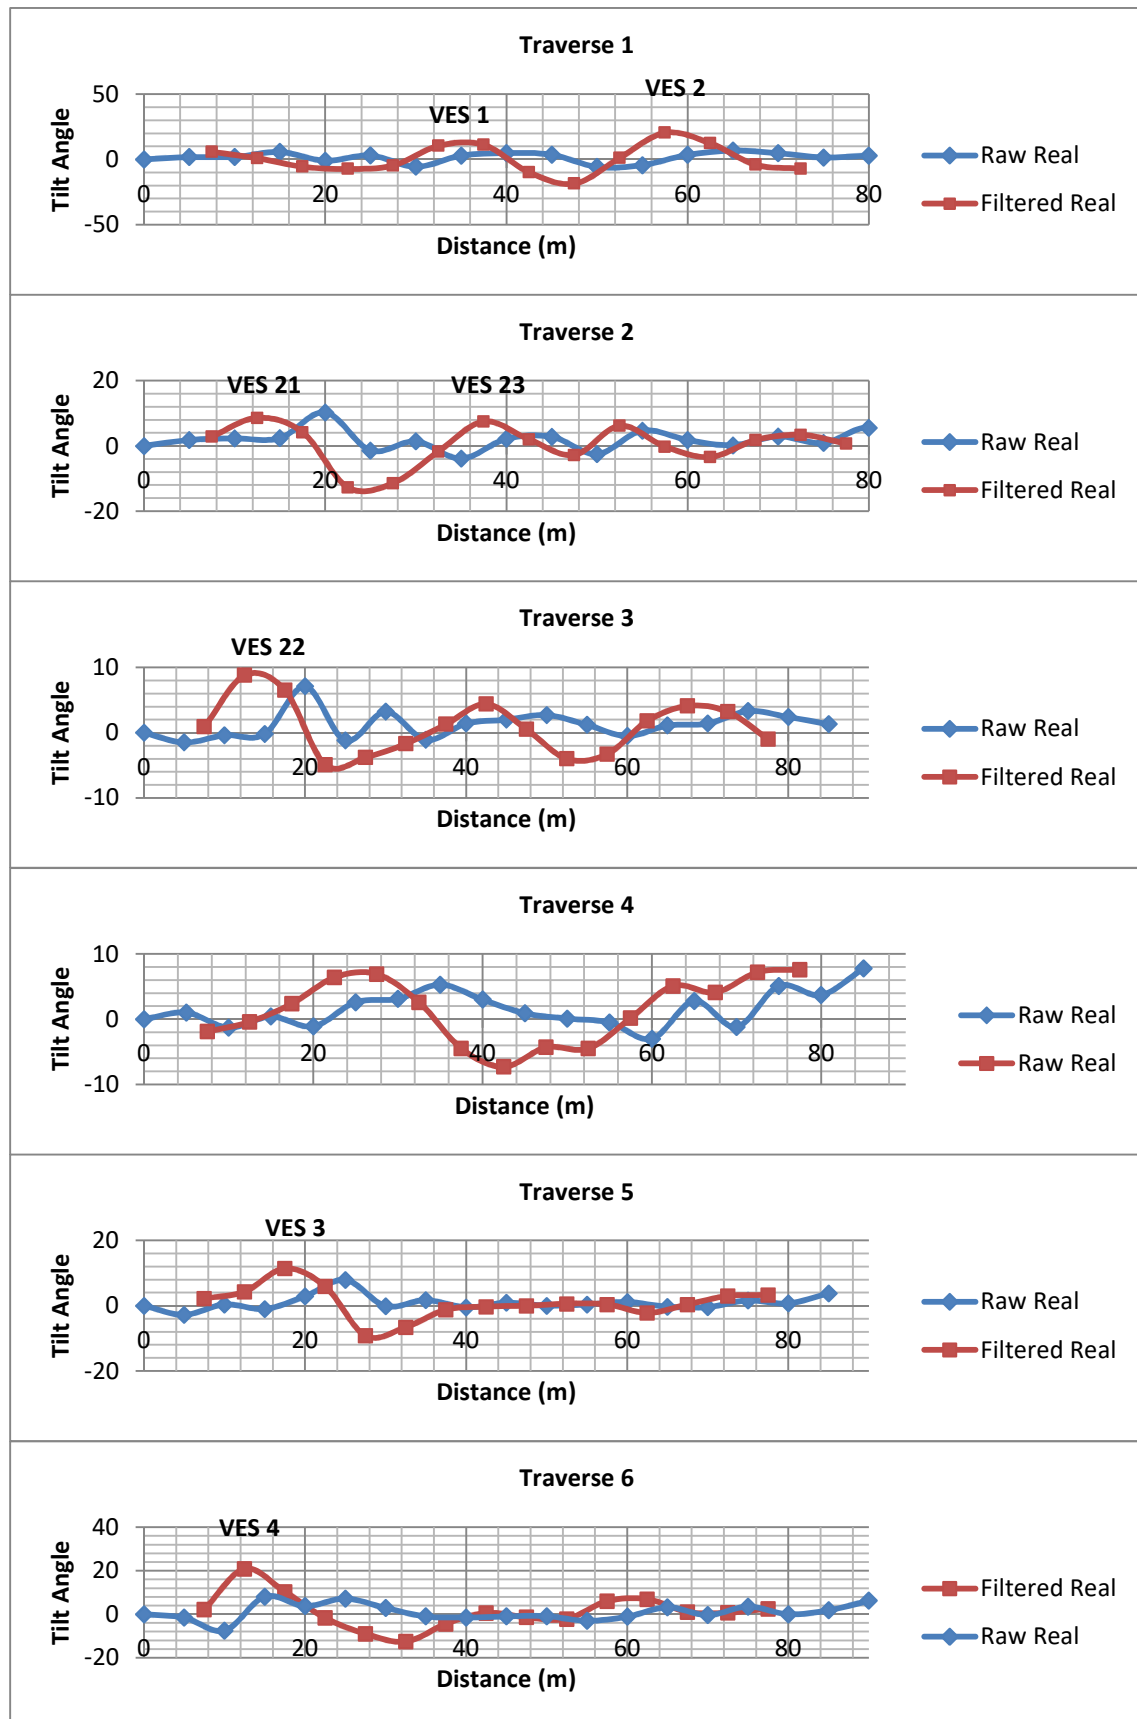 Traverse 1
VES 2
VES 1
50
0
-50
Tilt Angle
0 20 40 60 80
Distance (m)
Raw Real
Filtered Real
Traverse 2
VES 21 VES 23
20
0
-20
Tilt Angle
0 20 40 60 80
Distance (m)
Raw Real
Filtered Real
Traverse 3
VES 22
10
0
-10
Tilt Angle
0 20 40 60 80
Distance (m)
Raw Real
Filtered Real
Traverse 4
10
0
-10
Tilt Angle
0 20 40 60 80
Distance (m)
Raw Real
Raw Real
Traverse 5
VES 3
20
0
-20
Tilt Angle
0 20 40 60 80
Distance (m)
Raw Real
Filtered Real
Traverse 6
VES 4
40
20
0
-20
Tilt Angle
0 20 40 60 80
Distance (m)
Filtered Real
Raw Real